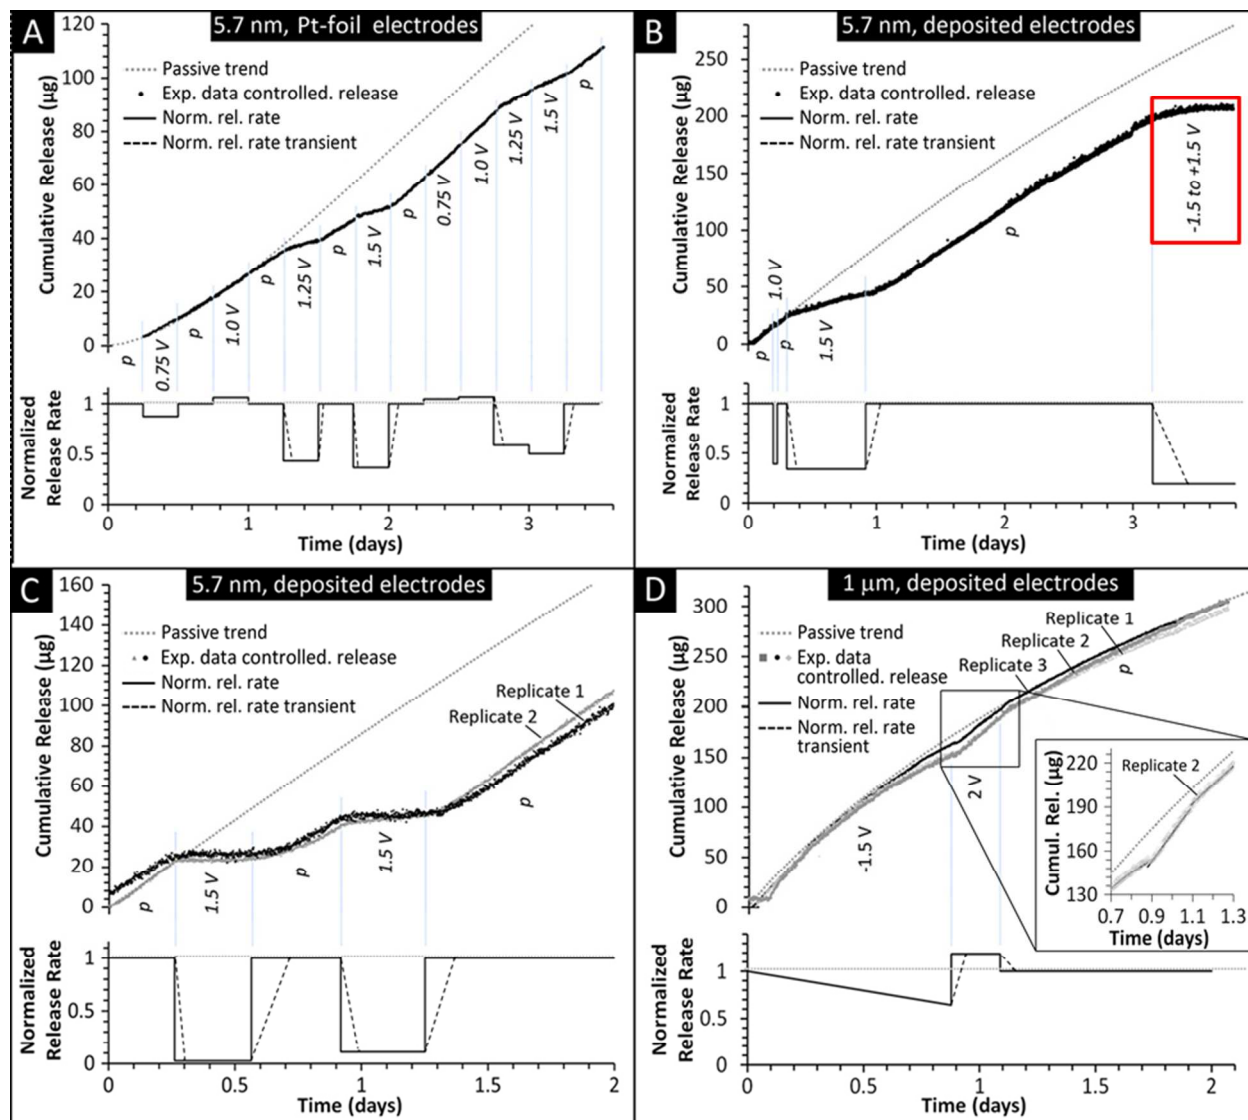 A
5.7 nm, Pt-foil electrodes
120
100
80
60
40
20
0
Cumulative Release (µg)
Passive trend
Exp. data controlled. release
Norm. rel. rate
Norm. rel. rate transient
p
0.75 V
p
1.0 V
p
1.25 V
p
1.5 V
p
0.75 V
1.0 V
1.25 V
1.5 V
p
Normalized
Release Rate
1
0.5
0
0
1
2
3
Time (days)
B
5.7 nm, deposited electrodes
250
200
150
100
50
0
Cumulative Release (µg)
Passive trend
Exp. data controlled. release
Norm. rel. rate
Norm. rel. rate transient
p
1.0 V
p
1.5 V
p
-1.5 to +1.5 V
Normalized
Release Rate
1
0.5
0
0
1
2
3
Time (days)
C
5.7 nm, deposited electrodes
160
140
120
100
80
60
40
20
0
Cumulative Release (µg)
Passive trend
Exp. data controlled. release
Norm. rel. rate
Norm. rel. rate transient
Replicate 1
Replicate 2
p
1.5 V
p
1.5 V
p
Normalized
Release Rate
1
0.5
0
0
0.5
1
1.5
2
Time (days)
D
1 µm, deposited electrodes
300
250
200
150
100
50
0
Cumulative Release (µg)
Passive trend
Exp. data
controlled. release
Norm. rel. rate
Norm. rel. rate
transient
Replicate 1
Replicate 2
Replicate 3
p
-1.5 V
2 V
Cumul. Rel. (µg)
220
190
160
130
Replicate 2
0.7
0.9
1.1
1.3
Time (days)
Normalized
Release Rate
1
0.5
0
0
0.5
1
1.5
2
Time (days)